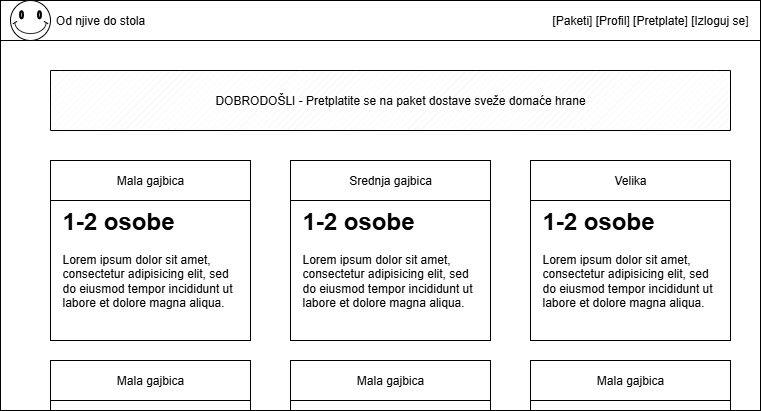 Od njive do stola
[Paketi] [Profil] [Pretplate] [Izloguj se]
DOBRODOŠLI - Pretplatite se na paket dostave sveže domaće hrane
Mala gajbica
Srednja gajbica
Velika
1-2 osobe
Lorem ipsum dolor sit amet,
consectetur adipisicing elit, sed
do eiusmod tempor incididunt ut
labore et dolore magna aliqua.
1-2 osobe
Lorem ipsum dolor sit amet,
consectetur adipisicing elit, sed
do eiusmod tempor incididunt ut
labore et dolore magna aliqua.
1-2 osobe
Lorem ipsum dolor sit amet,
consectetur adipisicing elit, sed
do eiusmod tempor incididunt ut
labore et dolore magna aliqua.
Mala gajbica
Mala gajbica
Mala gajbica